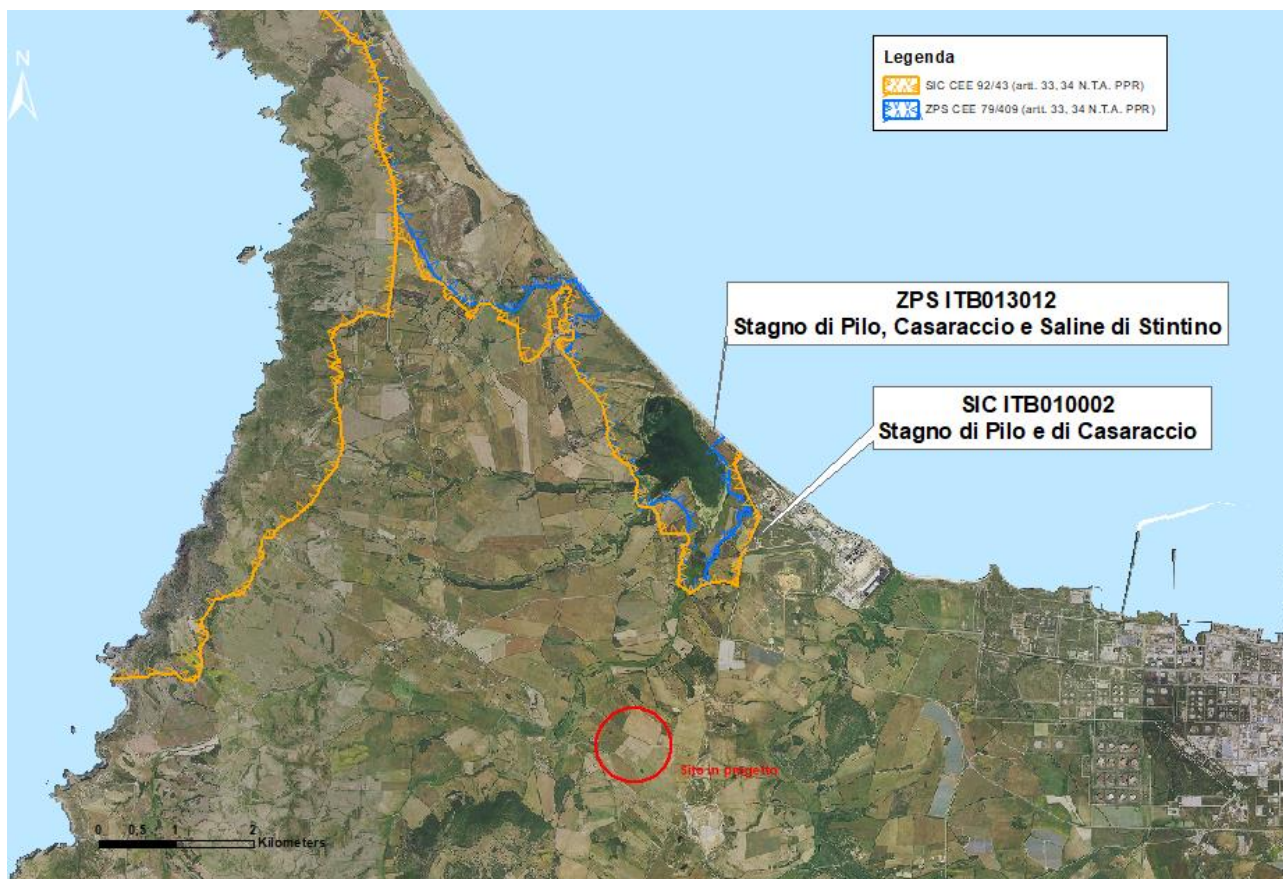 N
Legenda
SIC CEE 92/43 (artt. 33, 34 N.T.A. PPR)
ZPS CEE 79/409 (artt. 33, 34 N.T.A. PPR)
ZPS ITB013012
Stagno di Pilo, Casaraccio e Saline di Stintino
SIC ITB010002
Stagno di Pilo e di Casaraccio
Sito in progetto
0 0,5 1 2
Kilometers